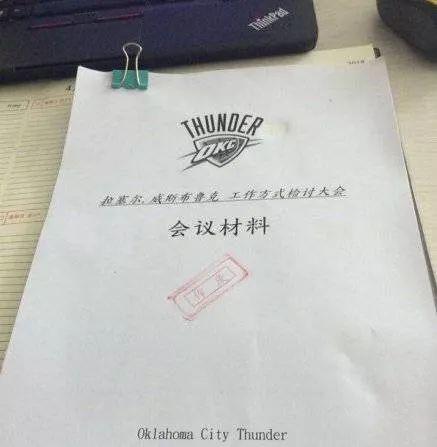 ThinkPad
2018
THUNDER
OKC
拉塞尔.威斯布鲁克 工作方式检讨大会
会议材料
Oklahoma City Thunder